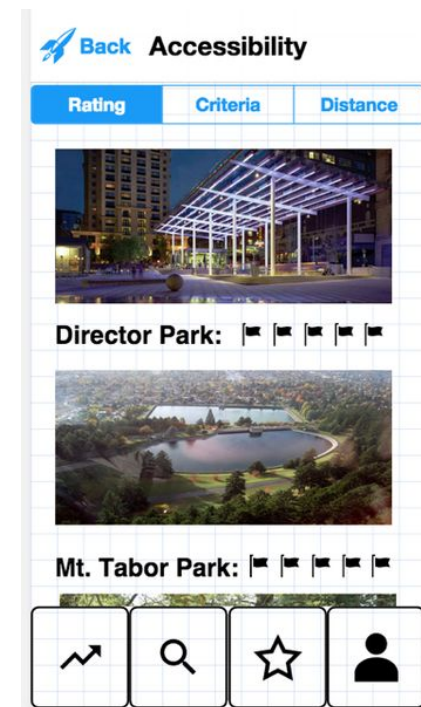 Back Accessibility
Rating Criteria Distance
Director Park:
Mt. Tabor Park: